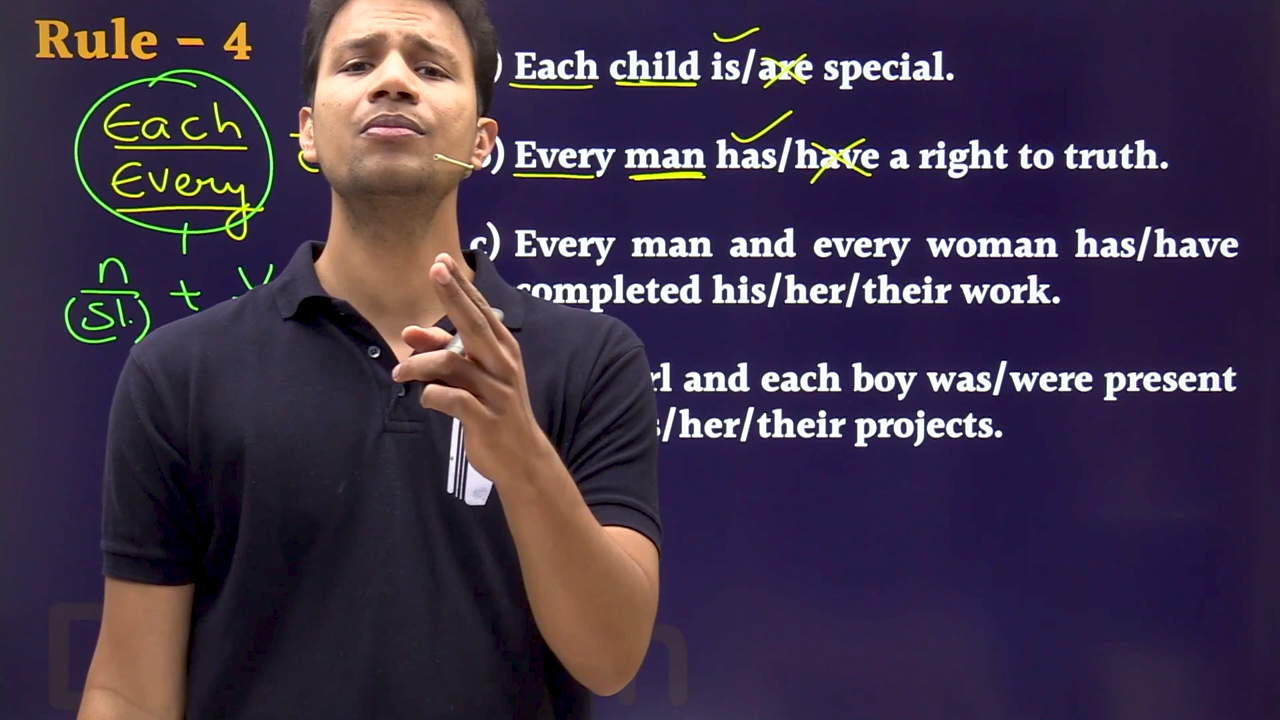 Rule – 4
Each
Every
n
(Sl.) +
) Each child is/are special.
) Every man has/have a right to truth.
c) Every man and every woman has/have
completed his/her/their work.
and each boy was/were present
/her/their projects.